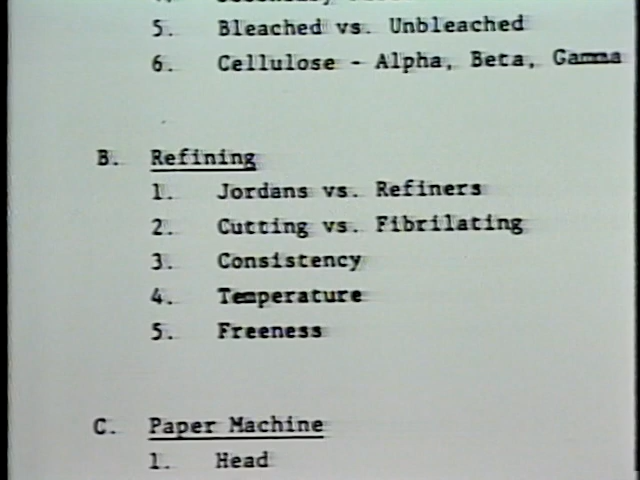 5. Bleached vs. Unbleached
6. Cellulose - Alpha, Beta, Gamma
B. Refining
1. Jordans vs. Refiners
2. Cutting vs. Fibrilating
3. Consistency
4. Temperature
5. Freeness
C. Paper Machine
1. Head